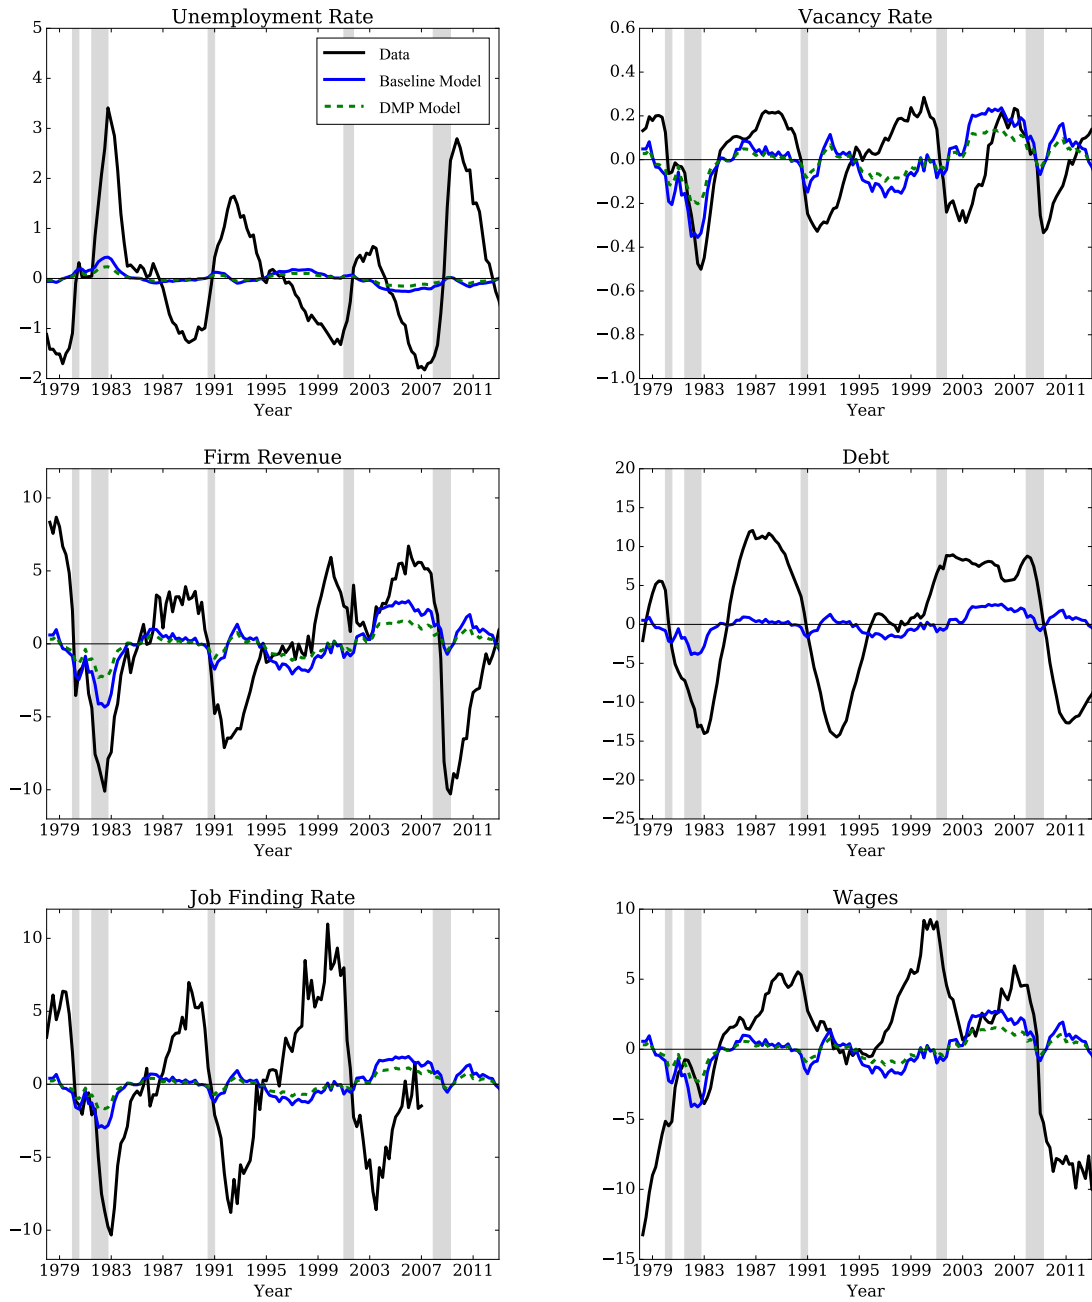 Unemployment Rate
5
4
3
2
1
0
−1
−2
Data
Baseline Model
DMP Model
1979 1983 1987 1991 1995 1999 2003 2007 2011
Year
Vacancy Rate
0.6
0.4
0.2
0.0
−0.2
−0.4
−0.6
−0.8
−1.0
1979 1983 1987 1991 1995 1999 2003 2007 2011
Year
Firm Revenue
10
5
0
−5
−10
1979 1983 1987 1991 1995 1999 2003 2007 2011
Year
Debt
20
15
10
5
0
−5
−10
−15
−20
−25
1979 1983 1987 1991 1995 1999 2003 2007 2011
Year
Job Finding Rate
10
5
0
−5
−10
1979 1983 1987 1991 1995 1999 2003 2007 2011
Year
Wages
10
5
0
−5
−10
−15
1979 1983 1987 1991 1995 1999 2003 2007 2011
Year